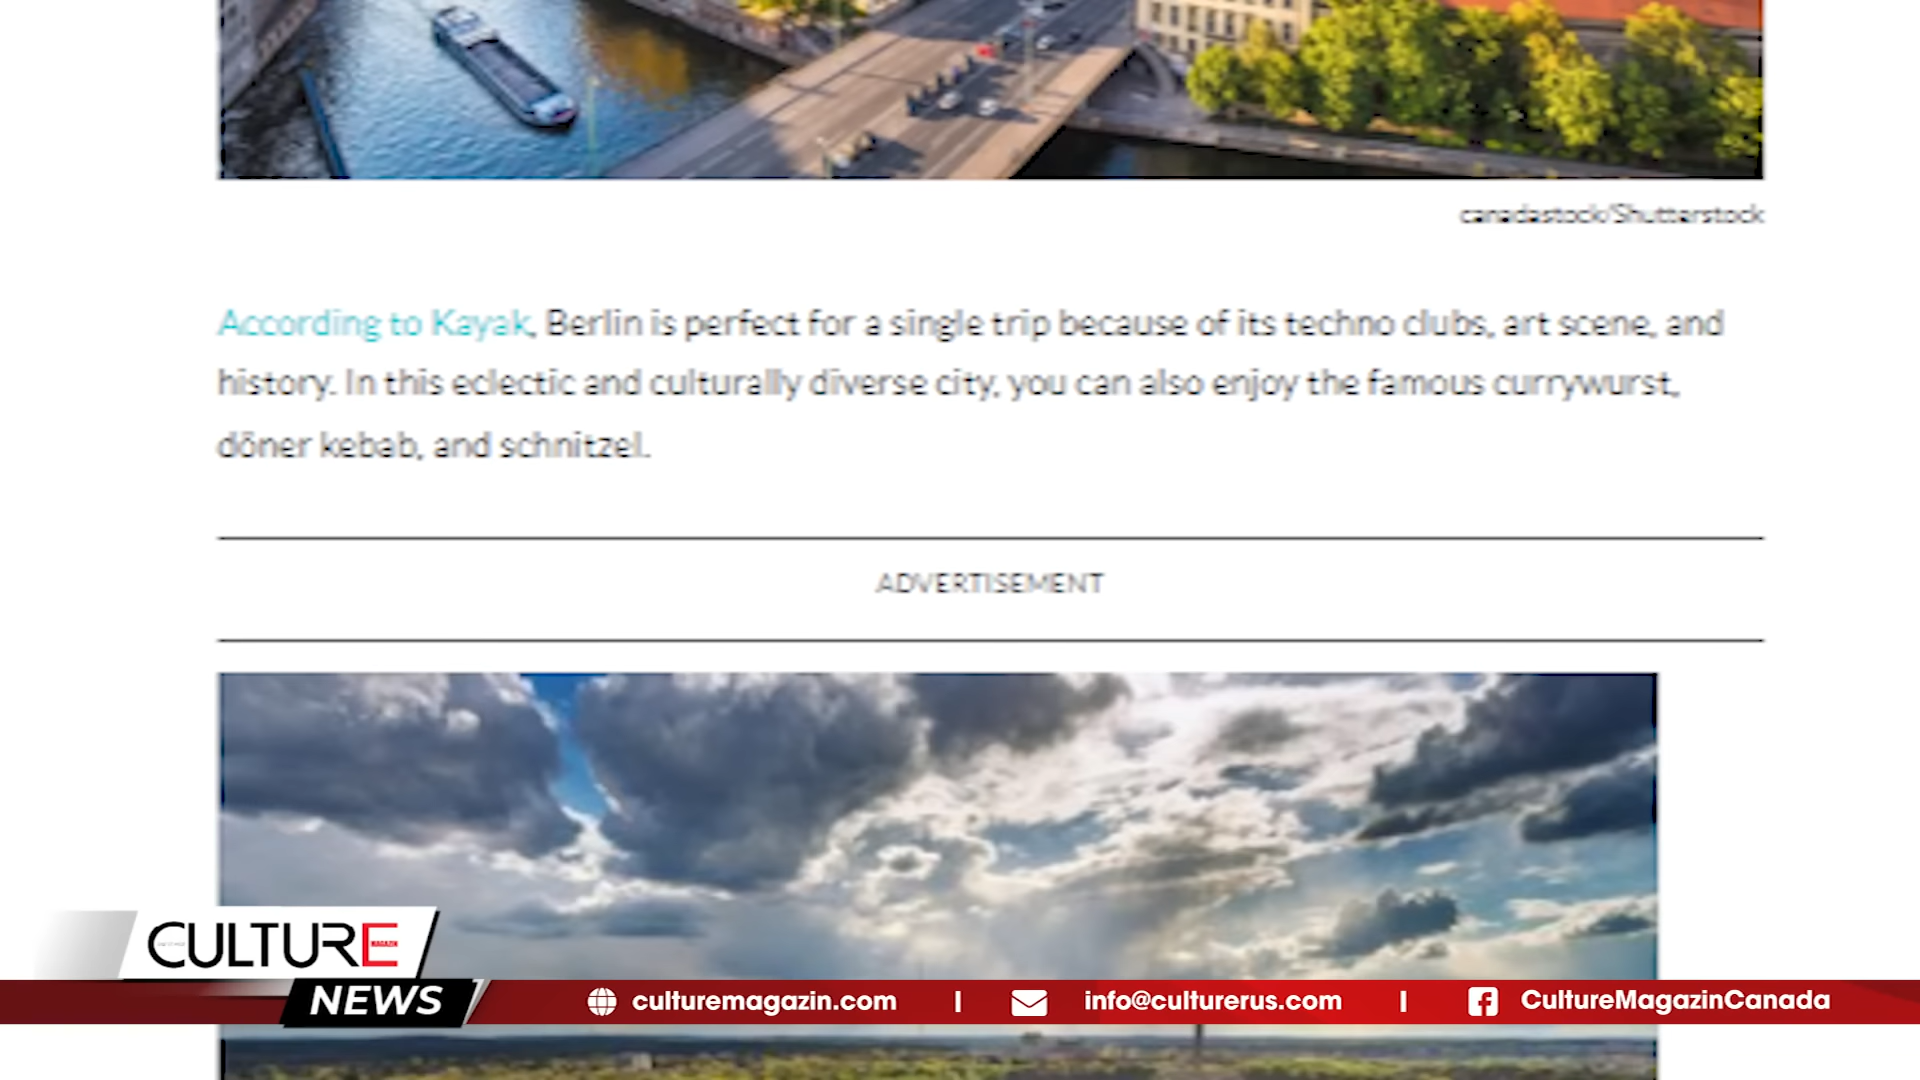 canadastock/Shutterstock
According to Kayak, Berlin is perfect for a single trip because of its techno clubs, art scene, and
history. In this eclectic and culturally diverse city, you can also enjoy the famous currywurst,
döner kebab, and schnitzel.
ADVERTISEMENT
CULTURE
MAGAZIN
NEWS
culturemagazin.com | info@culturerus.com | CultureMagazinCanada